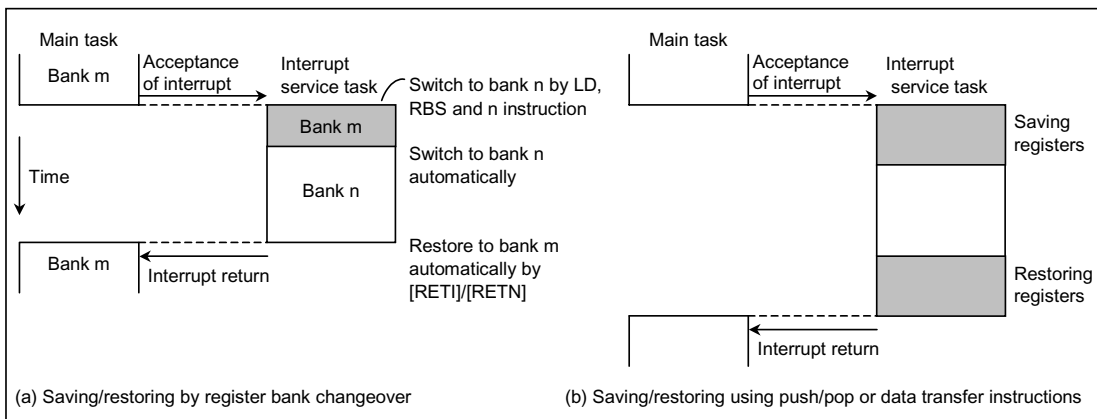 Main task
Bank m
Acceptance
of interrupt
Interrupt
service task
Switch to bank n by LD,
RBS and n instruction
Bank m
Switch to bank n
automatically
Time
Bank n
Restore to bank m
automatically by
[RETI]/[RETN]
Bank m
Interrupt return
(a) Saving/restoring by register bank changeover
Main task
Acceptance
of interrupt
Interrupt
service task
Saving
registers
Restoring
registers
Interrupt return
(b) Saving/restoring using push/pop or data transfer instructions